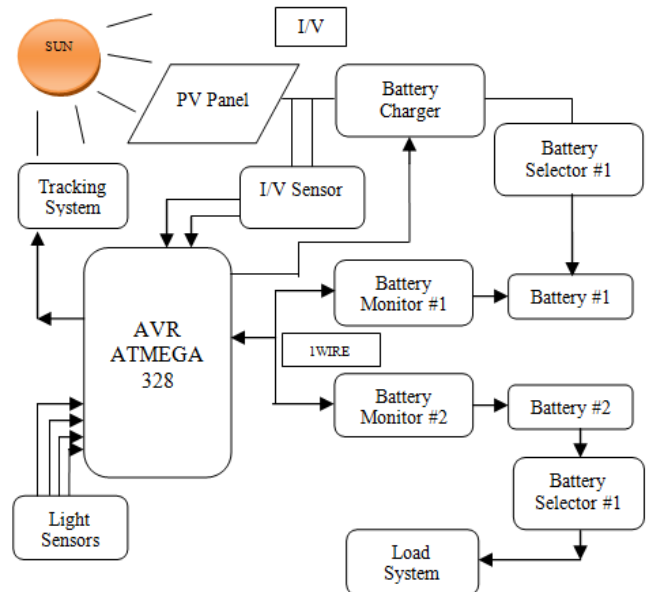 SUN
I/V
PV Panel
Battery
Charger
Battery
Selector #1
Tracking
System
I/V Sensor
AVR
ATMEGA
328
Battery
Monitor #1
Battery #1
1WIRE
Battery
Monitor #2
Battery #2
Battery
Selector #1
Light
Sensors
Load
System